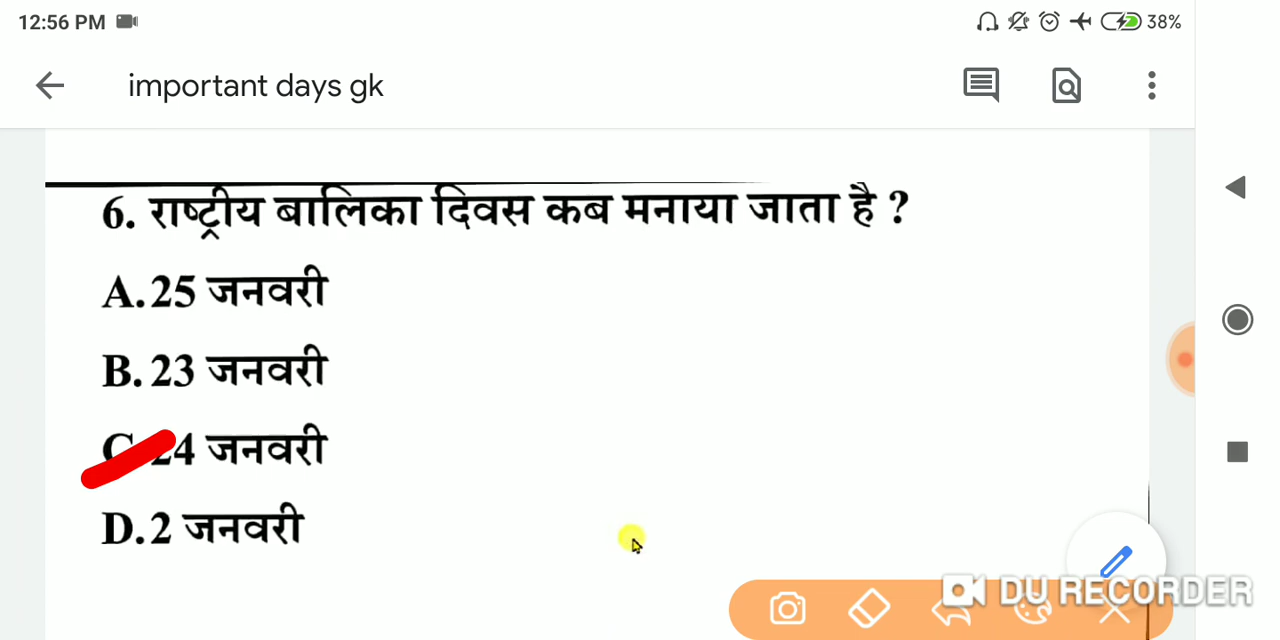 12:56 PM
38%
important days gk
6. राष्ट्रीय बालिका दिवस कब मनाया जाता है ?
A. 25 जनवरी
B. 23 जनवरी
C. 24 जनवरी
D. 2 जनवरी
DU RECORDER